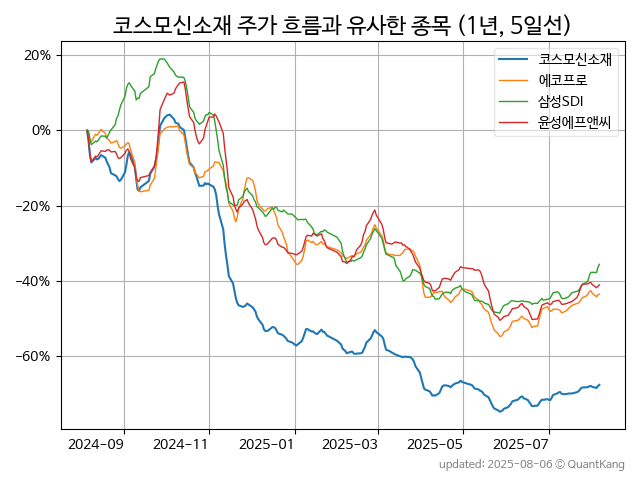 코스모신소재 주가 흐름과 유사한 종목 (1년, 5일선)
20%
0%
−20%
−40%
−60%
코스모신소재
에코프로
삼성SDI
윤성에프앤씨
2024−09
2024−11
2025−01
2025−03
2025−05
2025−07
updated: 2025-08-06 © QuantKang